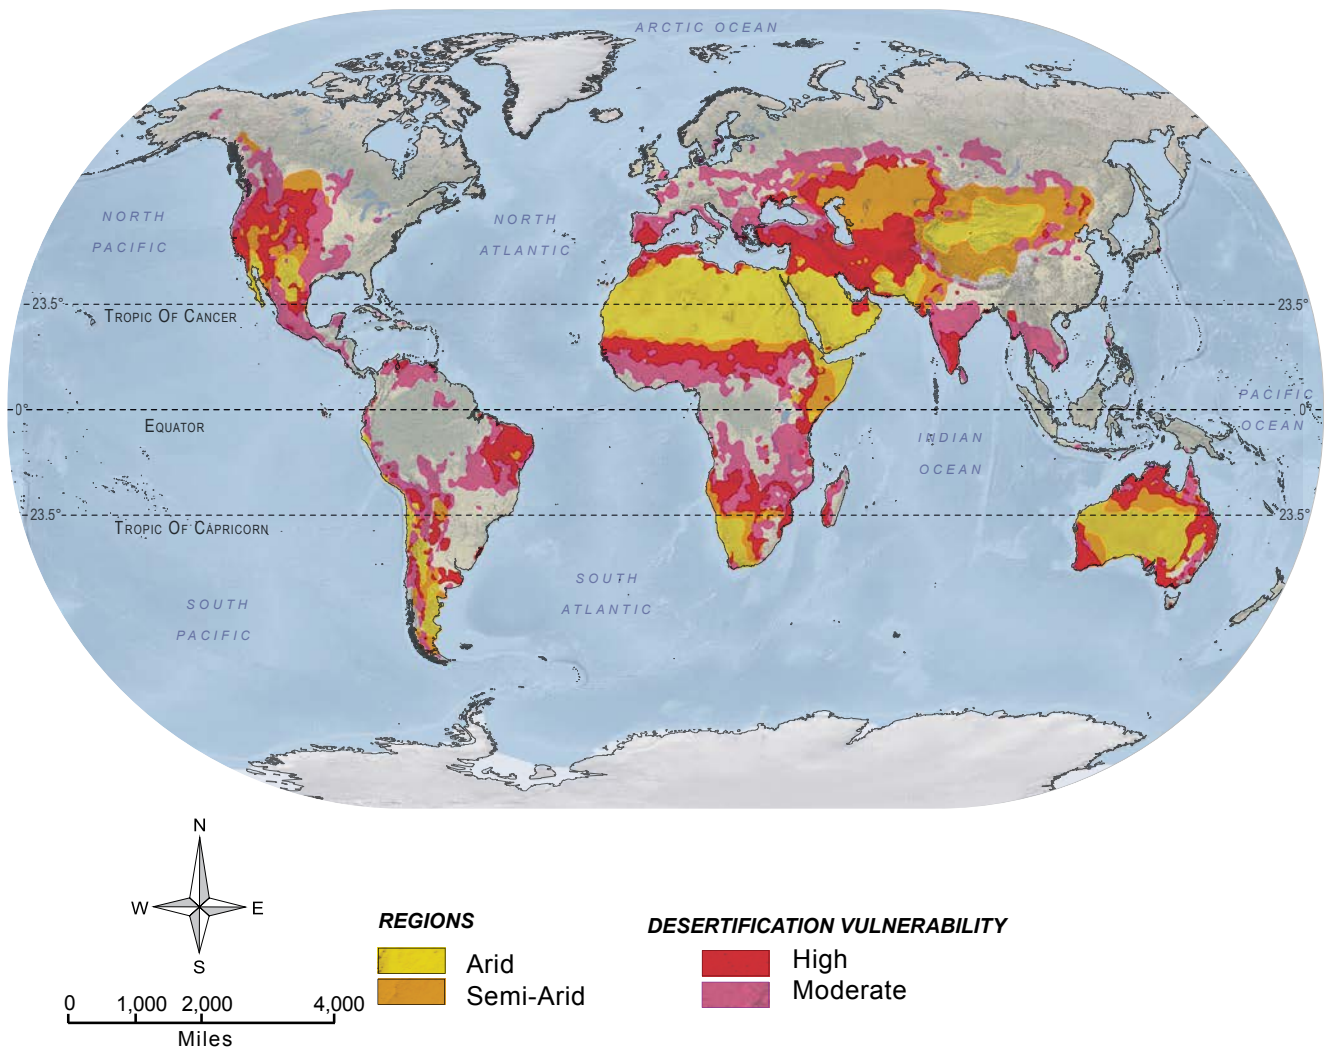 ARCTIC OCEAN
NORTH
PACIFIC
NORTH
ATLANTIC
23.5°
23.5°
TROPIC OF CANCER
PACIFIC
OCEAN
0°
0°
EQUATOR
INDIAN
OCEAN
23.5°
23.5°
TROPIC OF CAPRICORN
SOUTH
ATLANTIC
SOUTH
PACIFIC
N
W
E
S
0 1,000 2,000 4,000
Miles
REGIONS
Arid
Semi-Arid
DESERTIFICATION VULNERABILITY
High
Moderate